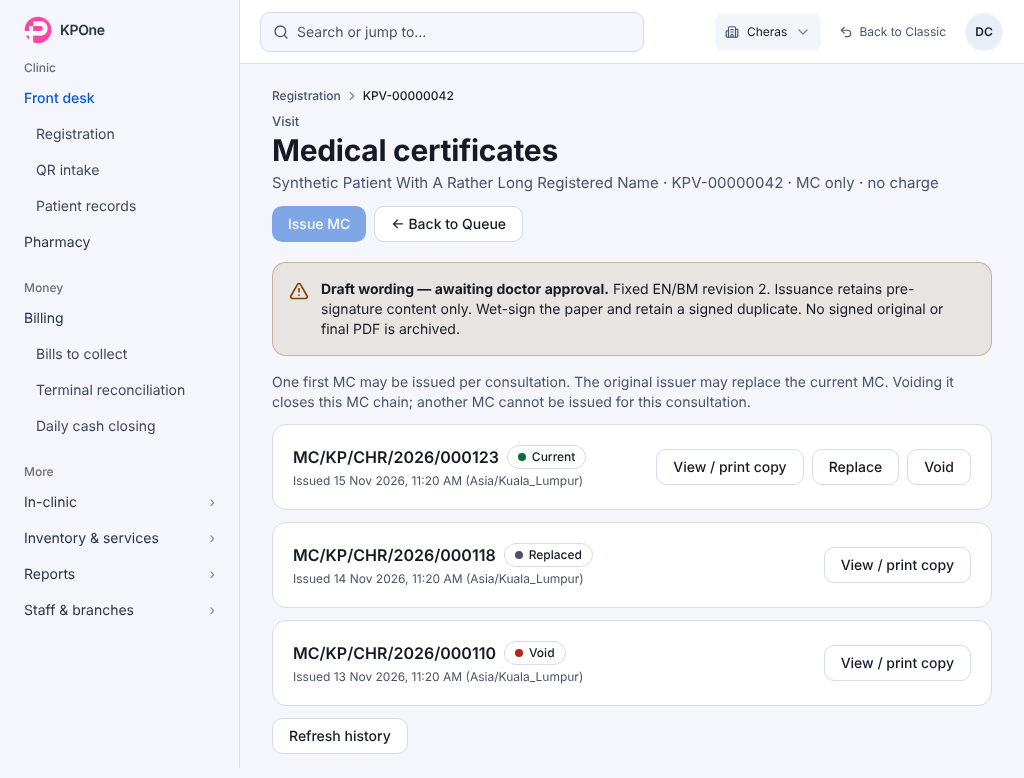 KPOne
Search or jump to...
Cheras
Back to Classic
DC
Clinic
Front desk
Registration
QR intake
Patient records
Pharmacy
Money
Billing
Bills to collect
Terminal reconciliation
Daily cash closing
More
In-clinic
Inventory & services
Reports
Staff & branches
Registration > KPV-00000042
Visit
Medical certificates
Synthetic Patient With A Rather Long Registered Name · KPV-00000042 · MC only · no charge
Issue MC
← Back to Queue
Draft wording — awaiting doctor approval. Fixed EN/BM revision 2. Issuance retains pre-
signature content only. Wet-sign the paper and retain a signed duplicate. No signed original or
final PDF is archived.
One first MC may be issued per consultation. The original issuer may replace the current MC. Voiding it
closes this MC chain; another MC cannot be issued for this consultation.
MC/KP/CHR/2026/000123 Current
Issued 15 Nov 2026, 11:20 AM (Asia/Kuala_Lumpur)
View / print copy
Replace
Void
MC/KP/CHR/2026/000118 Replaced
Issued 14 Nov 2026, 11:20 AM (Asia/Kuala_Lumpur)
View / print copy
MC/KP/CHR/2026/000110 Void
Issued 13 Nov 2026, 11:20 AM (Asia/Kuala_Lumpur)
View / print copy
Refresh history